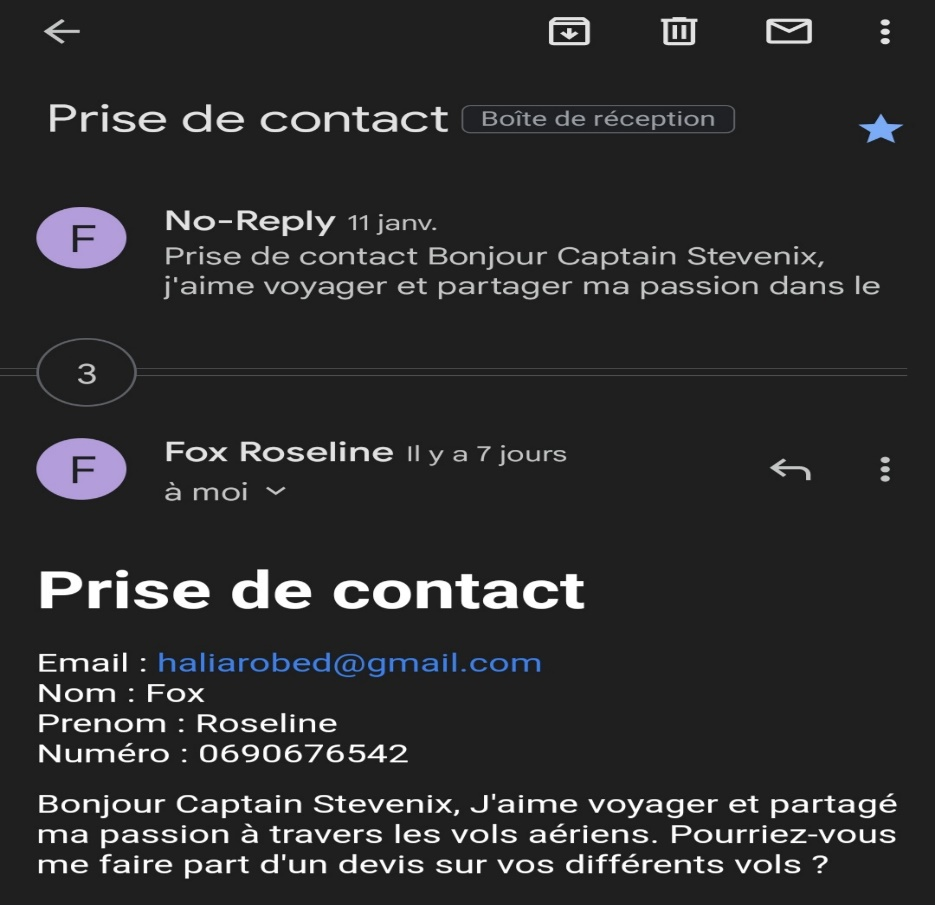 Prise de contact Boîte de réception
F
No-Reply 11 janv.
Prise de contact Bonjour Captain Stevenix,
j'aime voyager et partager ma passion dans le
3
F
Fox Roseline Il y a 7 jours
à moi
Prise de contact
Email : haliarobed@gmail.com
Nom : Fox
Prenom : Roseline
Numéro : 0690676542
Bonjour Captain Stevenix, J'aime voyager et partagé
ma passion à travers les vols aériens. Pourriez-vous
me faire part d'un devis sur vos différents vols ?